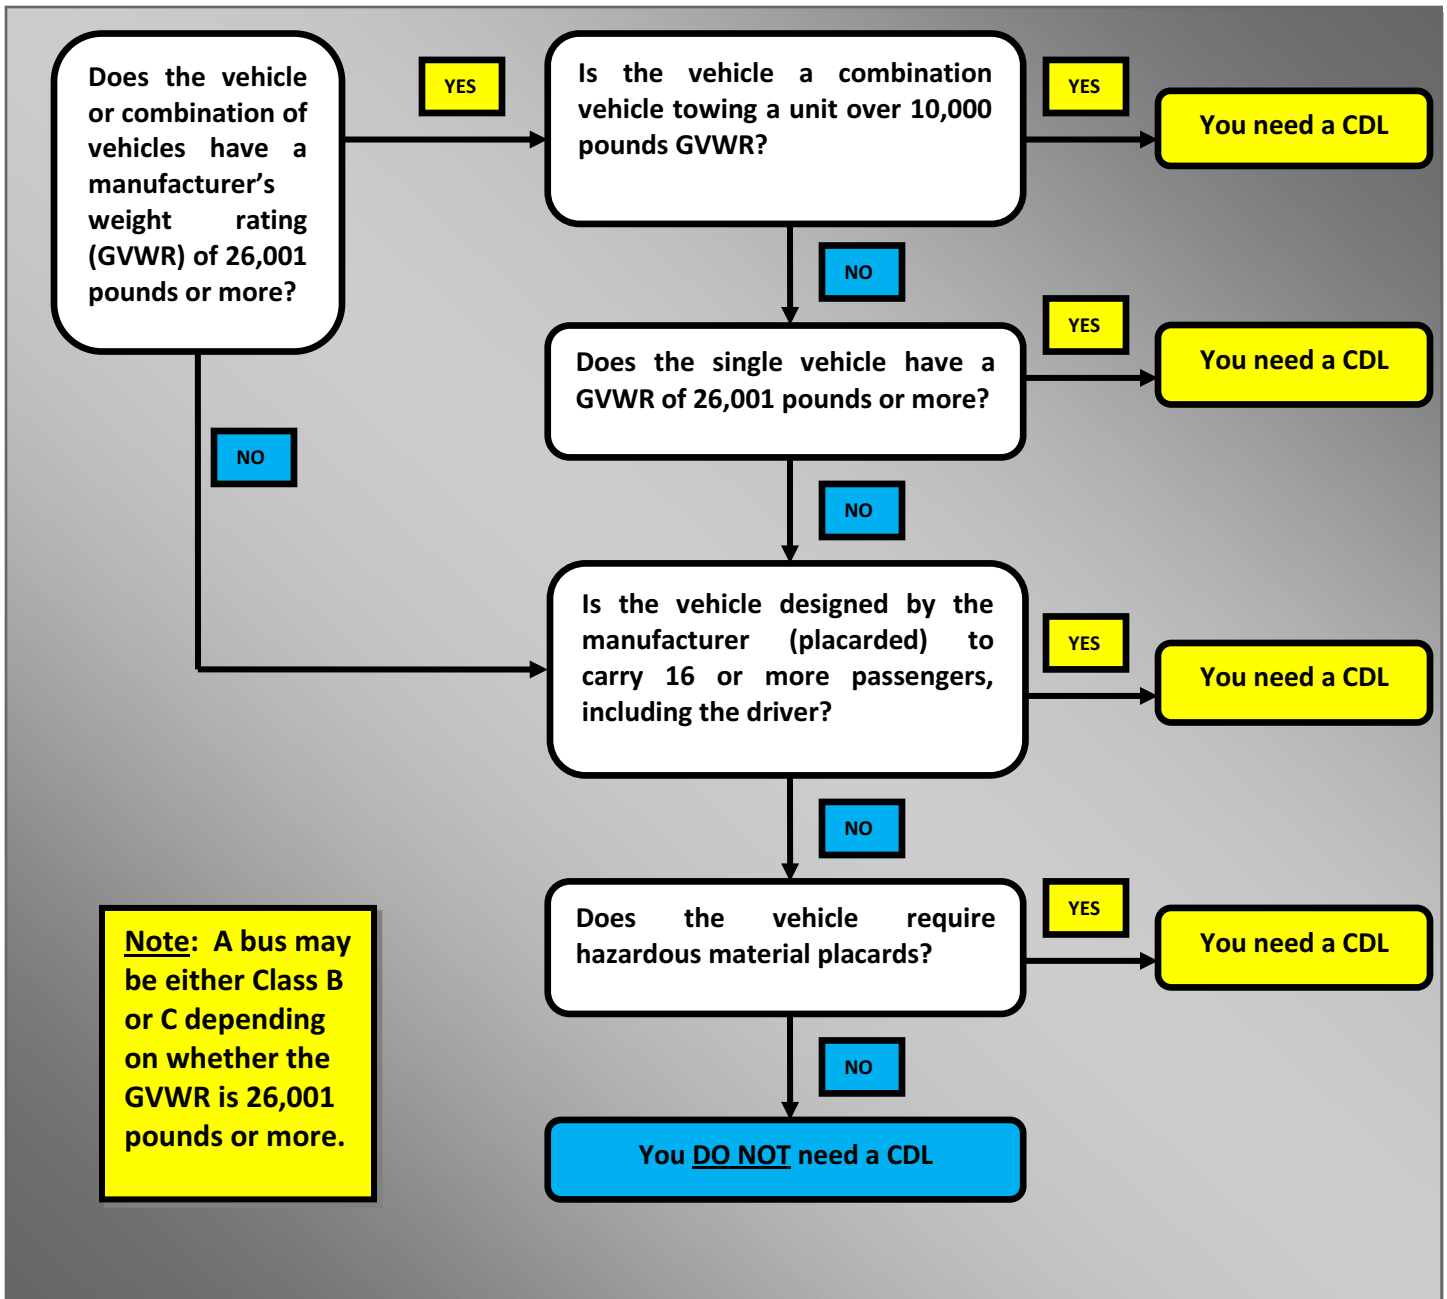 Does the vehicle
or combination of
vehicles have a
manufacturer’s
weight rating
(GVWR) of 26,001
pounds or more?
YES
Is the vehicle a combination
vehicle towing a unit over 10,000
pounds GVWR?
YES
You need a CDL
NO
Does the single vehicle have a
GVWR of 26,001 pounds or more?
YES
You need a CDL
NO
NO
Is the vehicle designed by the
manufacturer (placarded) to
carry 16 or more passengers,
including the driver?
YES
You need a CDL
NO
Does the vehicle require
hazardous material placards?
YES
You need a CDL
NO
You DO NOT need a CDL
Note: A bus may
be either Class B
or C depending
on whether the
GVWR is 26,001
pounds or more.